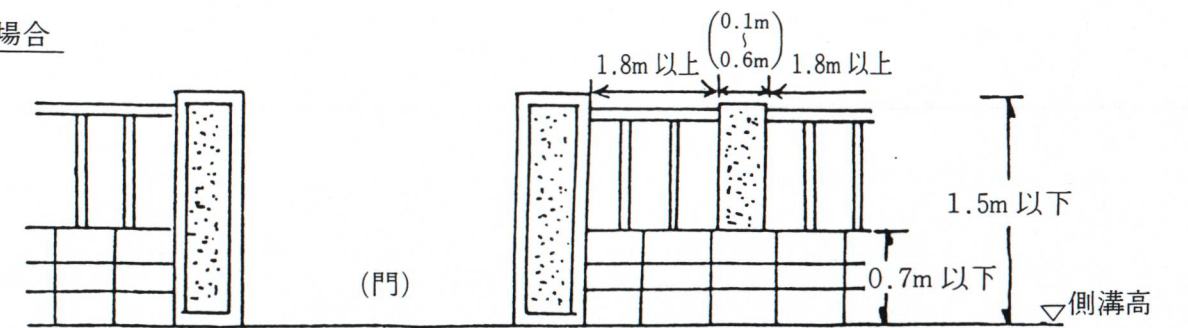 場合
(0.1m
〜
0.6m)
1.8m 以上
1.8m 以上
1.5m 以下
(門)
0.7m 以下
▽側溝高